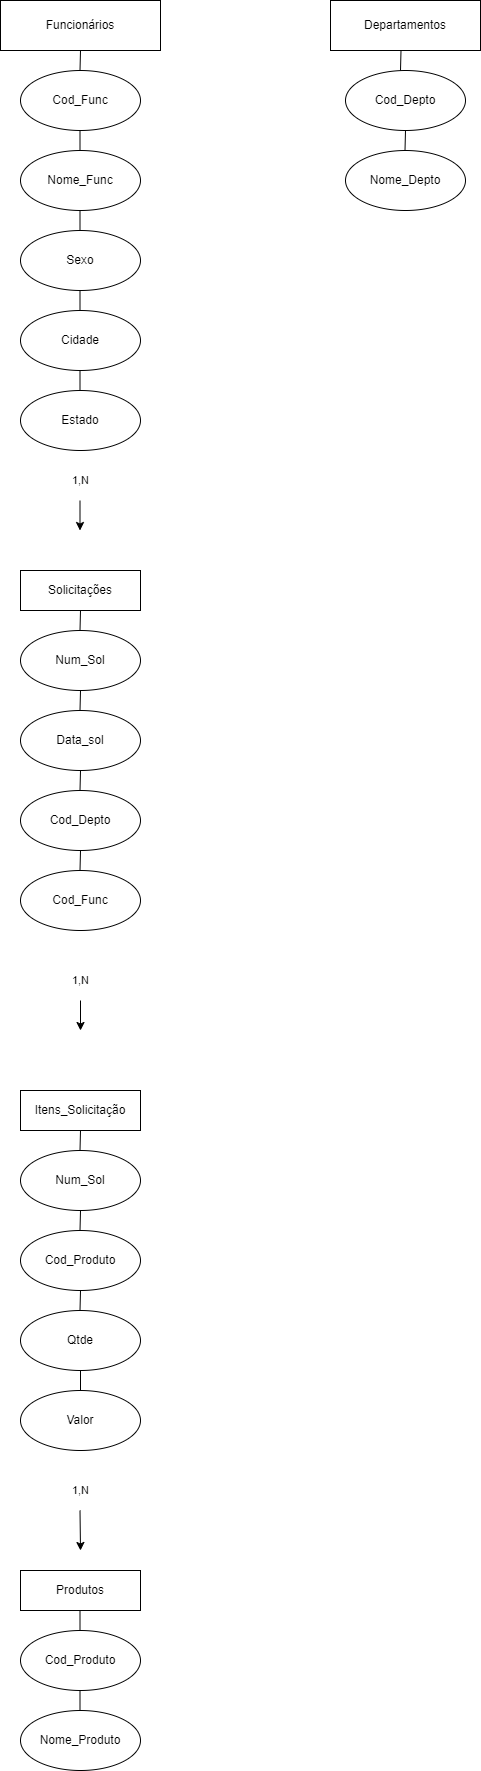 Funcionários
Departamentos
Cod_Func
Cod_Depto
Nome_Func
Nome_Depto
Sexo
Cidade
Estado
1,N
Solicitações
Num_Sol
Data_sol
Cod_Depto
Cod_Func
1,N
Itens_Solicitação
Num_Sol
Cod_Produto
Qtde
Valor
1,N
Produtos
Cod_Produto
Nome_Produto